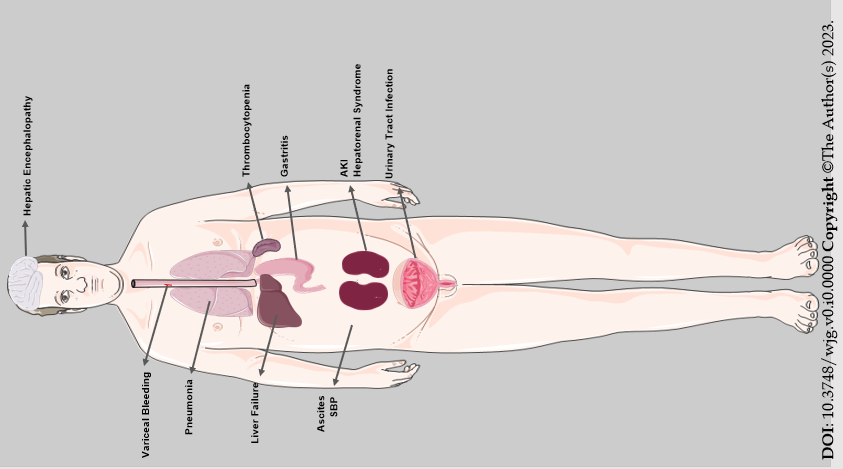 Hepatic Encephalopathy
Variceal Bleeding
Pneumonia
Thrombocytopenia
Liver Failure
Gastritis
Ascites
SBP
AKI
Hepatorenal Syndrome
Urinary Tract Infection
DOI: 10.3748/wjg.v0.i0.0000 Copyright ©The Author(s) 2023.